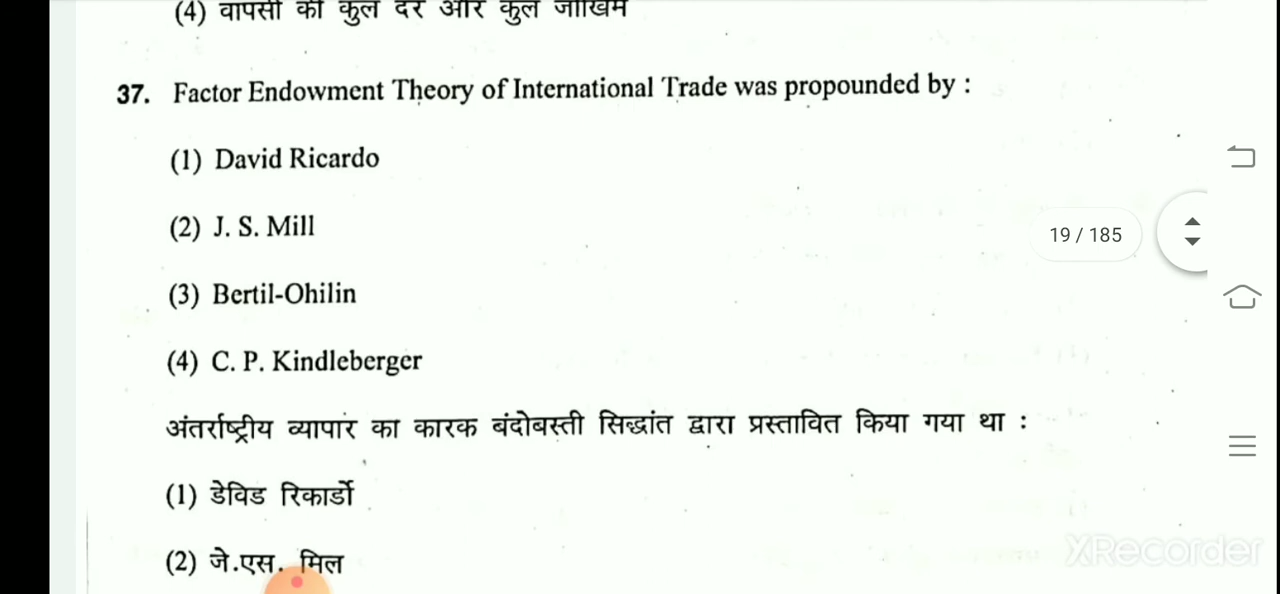 (4) वापसी की कुल दर और कुल जोखिम
37. Factor Endowment Theory of International Trade was propounded by :
(1) David Ricardo
(2) J. S. Mill
(3) Bertil-Ohilin
(4) C. P. Kindleberger
19 / 185
अंतर्राष्ट्रीय व्यापार का कारक बंदोबस्ती सिद्धांत द्वारा प्रस्तावित किया गया था :
(1) डेविड रिकार्डो
(2) जे.एस. मिल
XRecorder